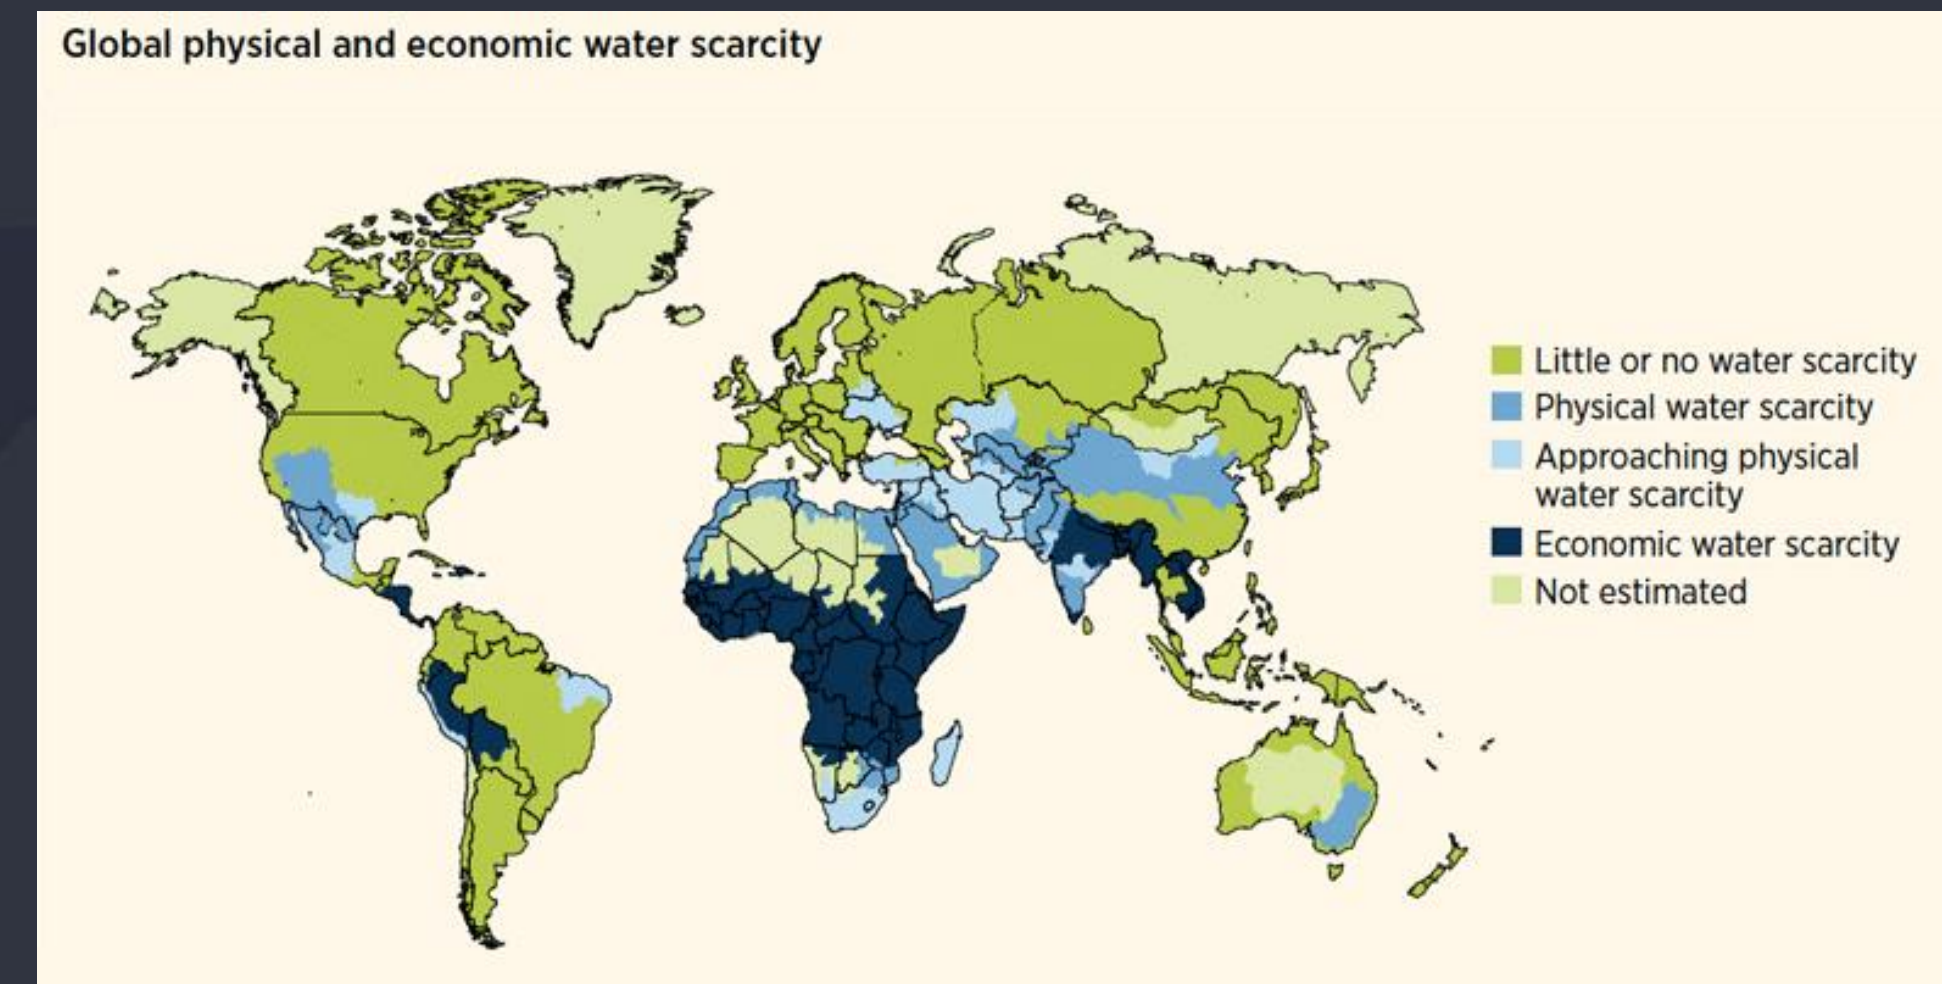 Global physical and economic water scarcity
Little or no water scarcity
Physical water scarcity
Approaching physical
water scarcity
Economic water scarcity
Not estimated